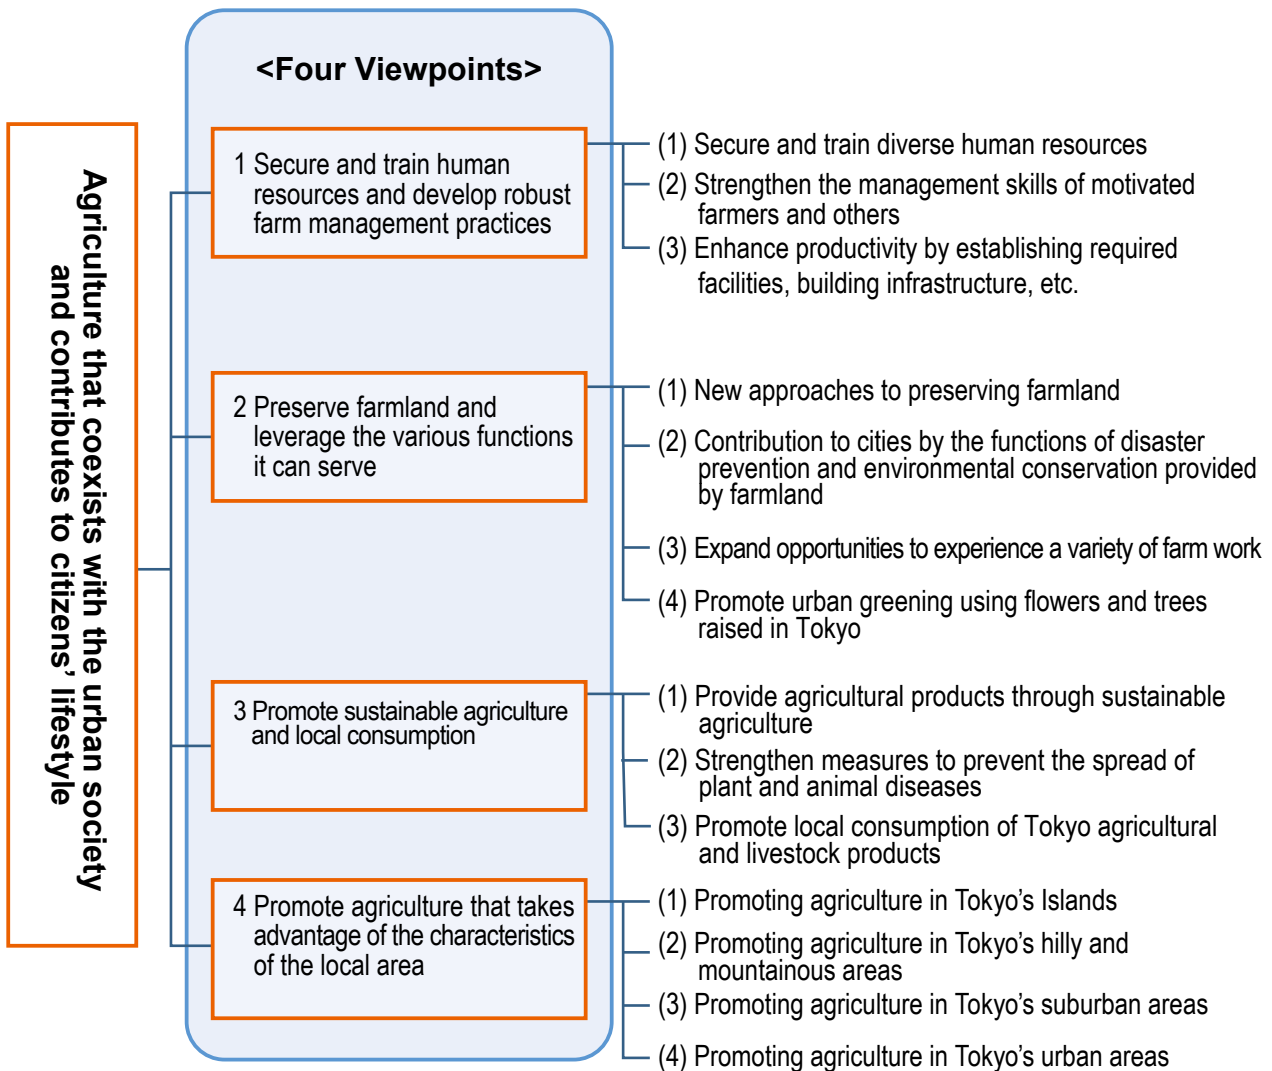 <Four Viewpoints>
Agriculture that coexists with the urban society
and contributes to citizens’ lifestyle
1 Secure and train human
resources and develop robust
farm management practices
(1) Secure and train diverse human resources
(2) Strengthen the management skills of motivated
farmers and others
(3) Enhance productivity by establishing required
facilities, building infrastructure, etc.
2 Preserve farmland and
leverage the various functions
it can serve
(1) New approaches to preserving farmland
(2) Contribution to cities by the functions of disaster
prevention and environmental conservation provided
by farmland
(3) Expand opportunities to experience a variety of farm work
(4) Promote urban greening using flowers and trees
raised in Tokyo
3 Promote sustainable agriculture
and local consumption
(1) Provide agricultural products through sustainable
agriculture
(2) Strengthen measures to prevent the spread of
plant and animal diseases
(3) Promote local consumption of Tokyo agricultural
and livestock products
4 Promote agriculture that takes
advantage of the characteristics
of the local area
(1) Promoting agriculture in Tokyo’s Islands
(2) Promoting agriculture in Tokyo’s hilly and
mountainous areas
(3) Promoting agriculture in Tokyo’s suburban areas
(4) Promoting agriculture in Tokyo’s urban areas